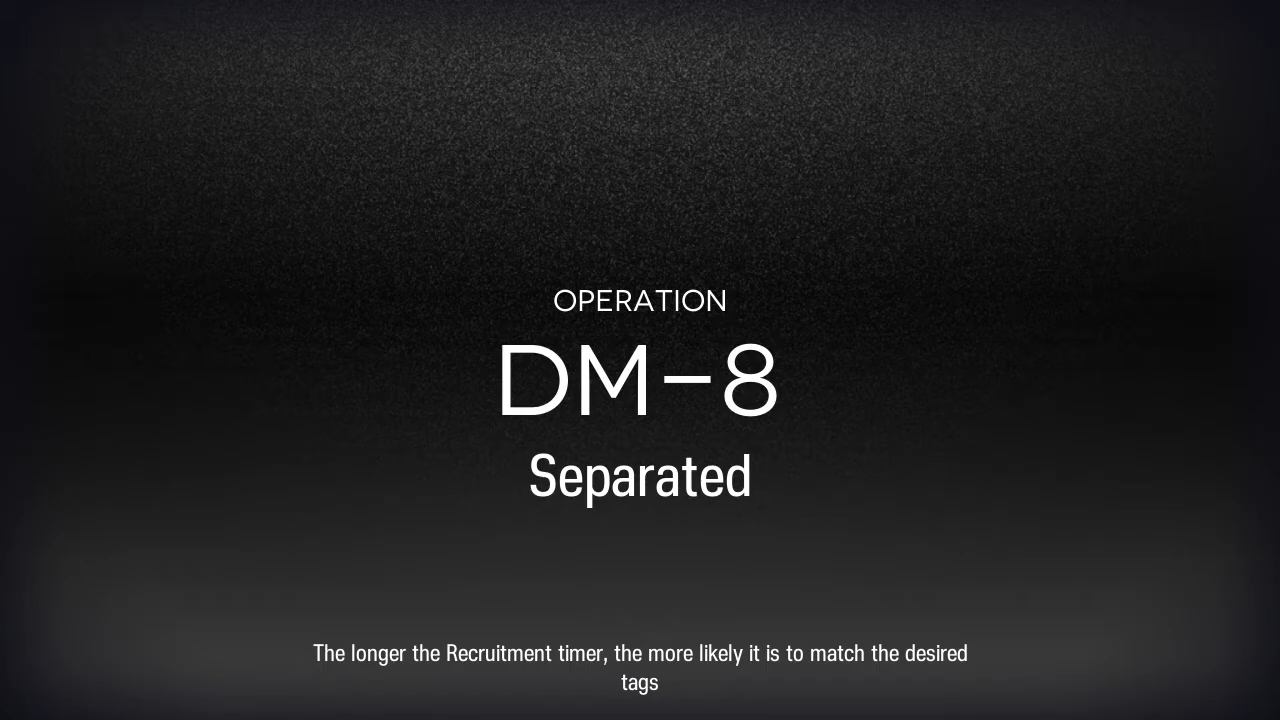 OPERATION
DM-8
Separated
The longer the Recruitment timer, the more likely it is to match the desired
tags